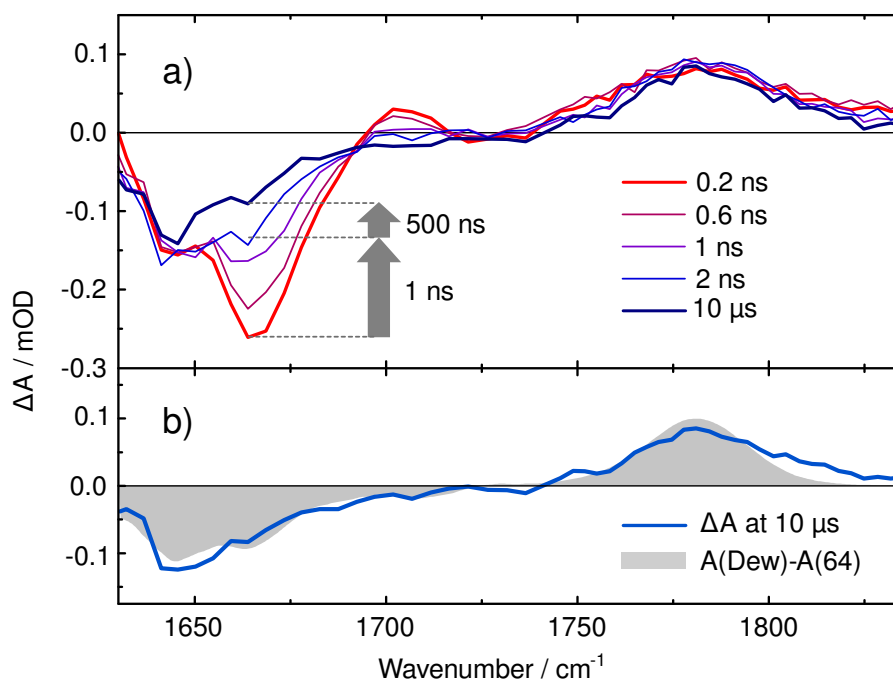 a)
0.1
0.0
-0.1
-0.2
-0.3
0.2 ns
0.6 ns
1 ns
2 ns
10 µs
500 ns
1 ns
ΔA / mOD
b)
0.1
0.0
-0.1
ΔA at 10 µs
A(Dew)-A(64)
1650 1700 1750 1800
Wavenumber / cm⁻¹